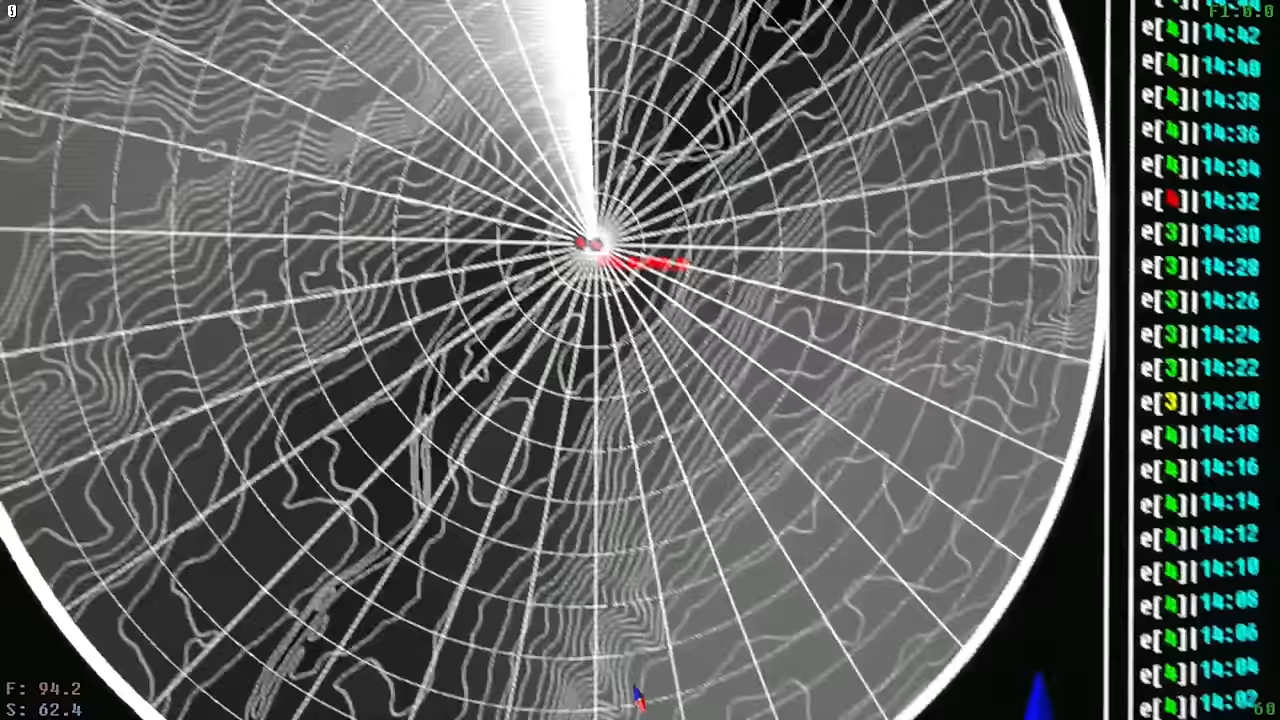 0
F1:0.0
e[4]|14:42
e[4]|14:40
e[4]|14:38
e[4]|14:36
e[4]|14:34
14:32
e[3]|14:30
e[3]|14:28
e[3]|14:26
e[3]|14:24
e[3]|14:22
e[3]|14:20
e[4]|14:18
e[4]|14:16
e[4]|14:14
e[4]|14:12
e[4]|14:10
e[4]|14:08
e[4]|14:06
e[4]|14:04
e[4]|14:02
F: 94.2
S: 62.4
60